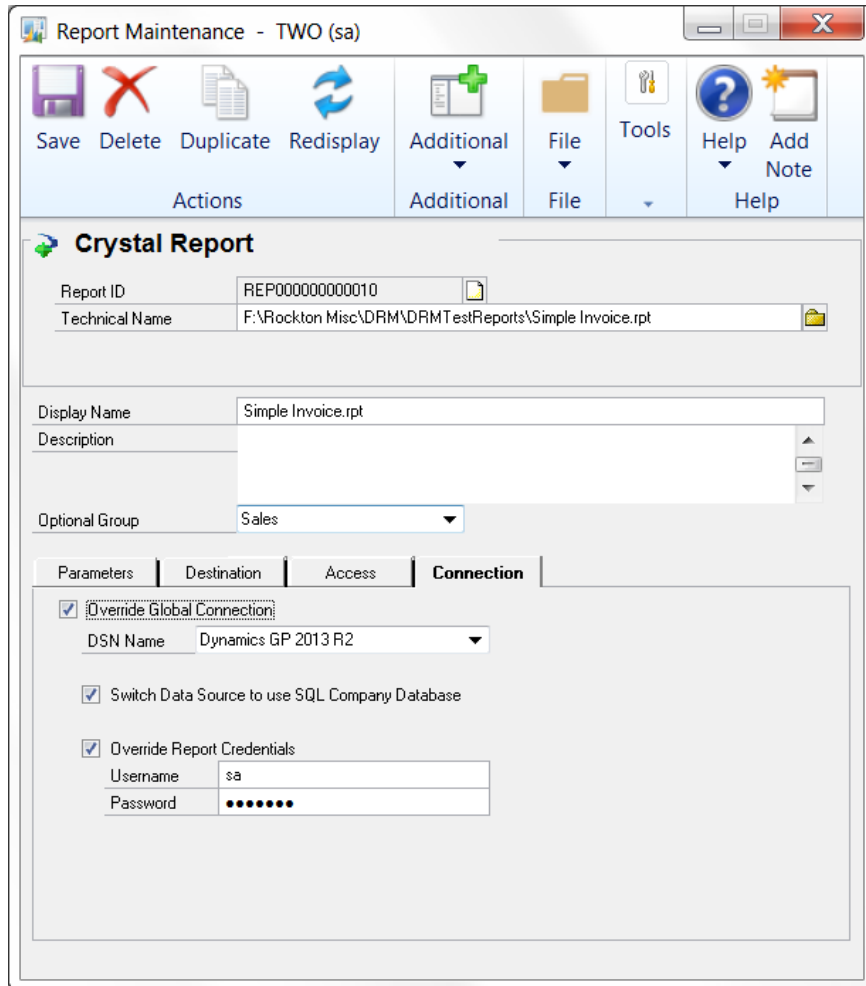 Report Maintenance - TWO (sa)
Save Delete Duplicate Redisplay Additional File Tools Help Add Note
Actions Additional File Help
Crystal Report
Report ID REP000000000010
Technical Name F:\Rockton Misc\DRM\DRMTestReports\Simple Invoice.rpt
Display Name Simple Invoice.rpt
Description
Optional Group Sales
Parameters Destination Access Connection
Override Global Connection
DSN Name Dynamics GP 2013 R2
Switch Data Source to use SQL Company Database
Override Report Credentials
Username sa
Password •••••••